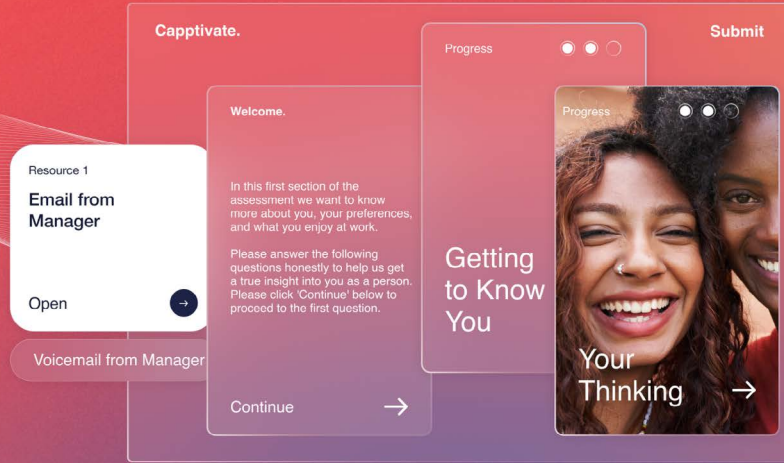 Capptivate.
Submit
Resource 1
Email from
Manager
Open
Voicemail from Manager
Welcome.
In this first section of the
assessment we want to know
more about you, your preferences,
and what you enjoy at work.
Please answer the following
questions honestly to help us get
a true insight into you as a person.
Please click 'Continue' below to
proceed to the first question.
Continue
Progress
Getting
to Know
You
Progress
Your
Thinking